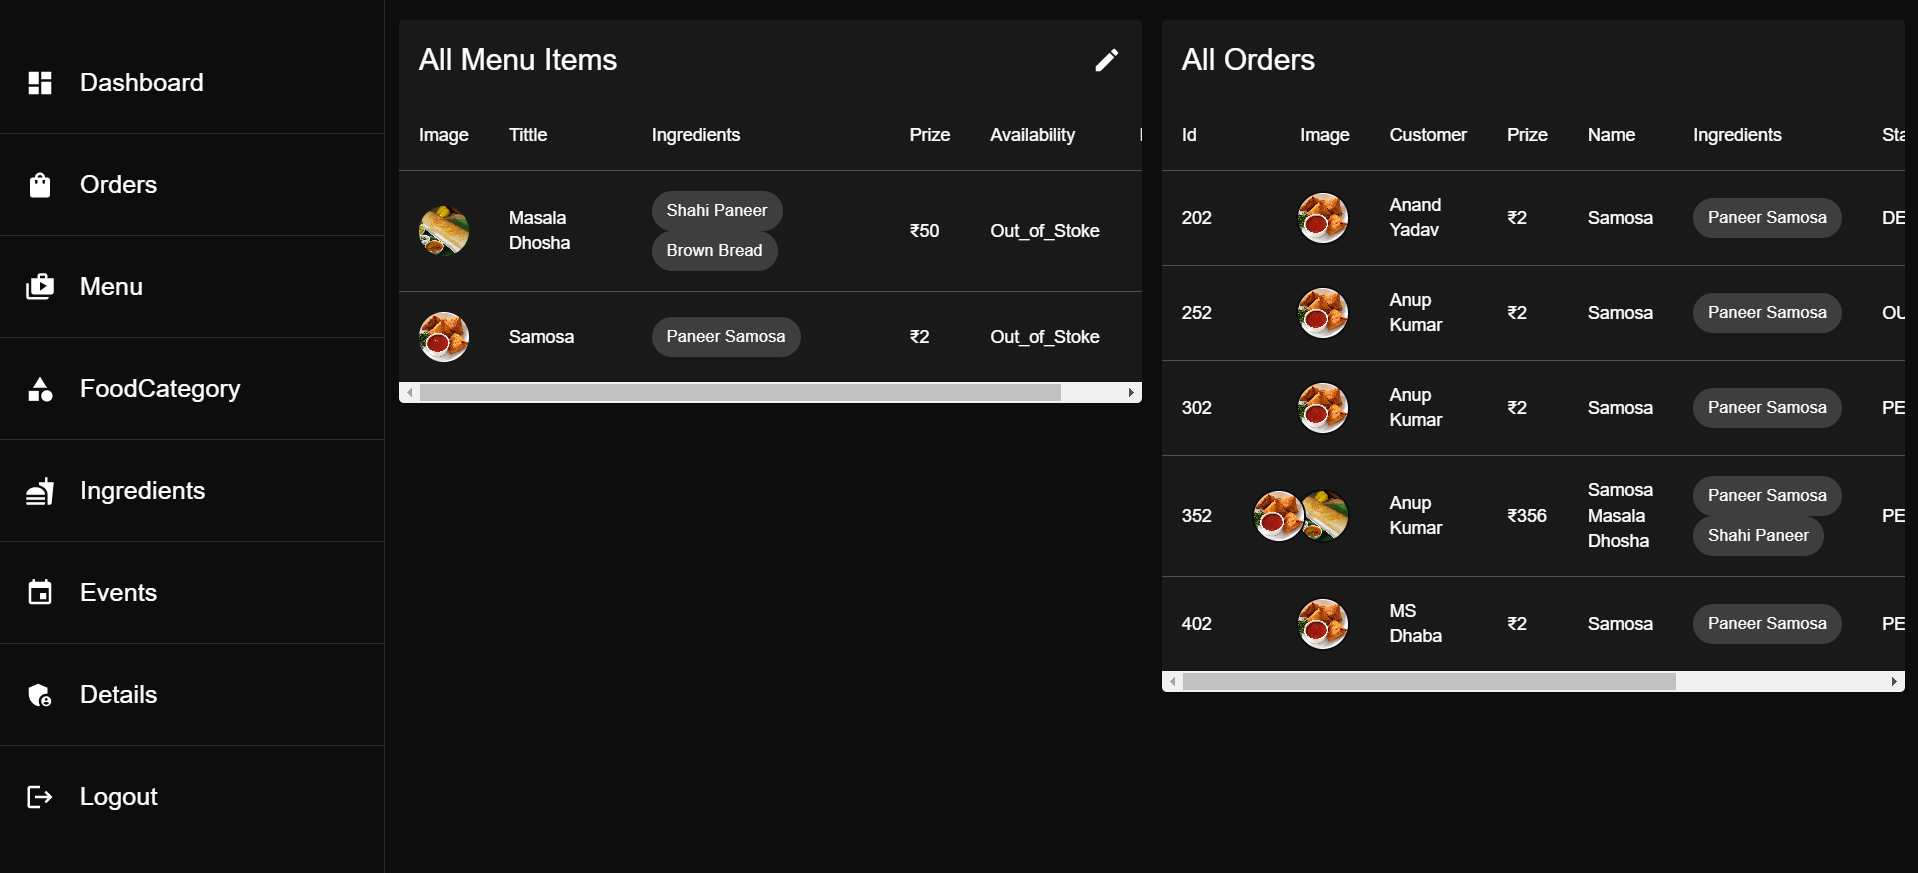 Dashboard
Orders
Menu
FoodCategory
Ingredients
Events
Details
Logout
All Menu Items
Image Tittle Ingredients Prize Availability
Masala
Dhosha
Shahi Paneer
Brown Bread
₹50
Out_of_Stoke
Samosa
Paneer Samosa
₹2
Out_of_Stoke
All Orders
Id Image Customer Prize Name Ingredients Sta
202
Anand
Yadav
₹2
Samosa
Paneer Samosa
DE
252
Anup
Kumar
₹2
Samosa
Paneer Samosa
OU
302
Anup
Kumar
₹2
Samosa
Paneer Samosa
PE
352
Anup
Kumar
₹356
Samosa
Masala
Dhosha
Paneer Samosa
Shahi Paneer
PE
402
MS
Dhaba
₹2
Samosa
Paneer Samosa
PE